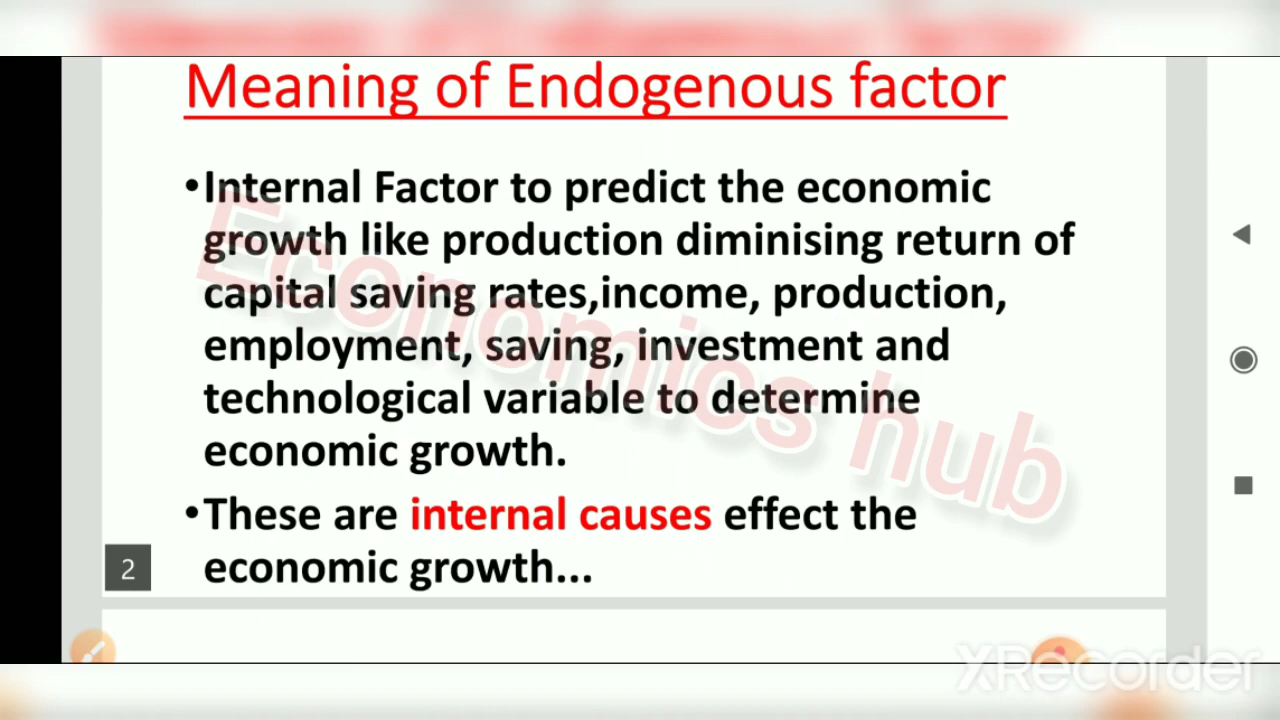 Meaning of Endogenous factor
•Internal Factor to predict the economic
growth like production diminising return of
capital saving rates,income, production,
employment, saving, investment and
technological variable to determine
economic growth.
•These are internal causes effect the
economic growth...
2
Economics hub
XRecorder